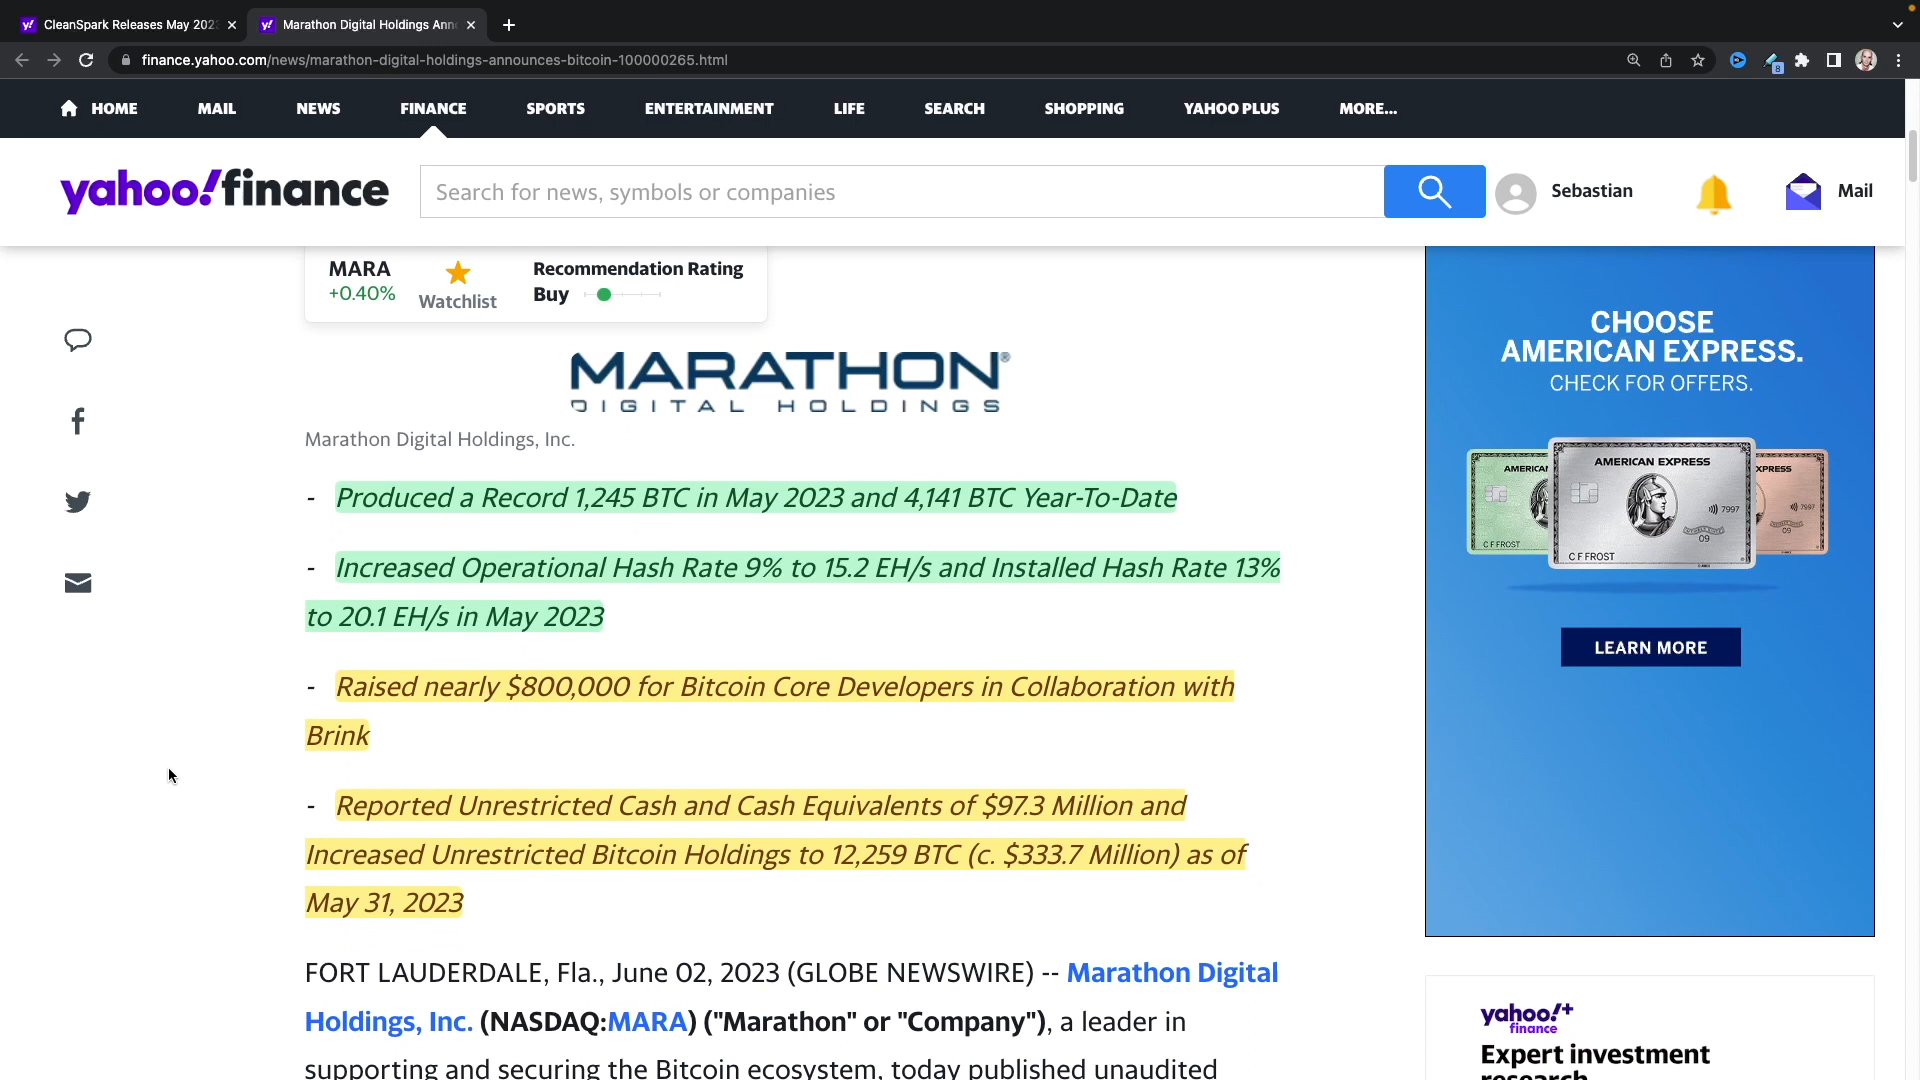 CleanSpark Releases May 202
Marathon Digital Holdings Ann
finance.yahoo.com/news/marathon-digital-holdings-announces-bitcoin-100000265.html
8
HOME MAIL NEWS FINANCE SPORTS ENTERTAINMENT LIFE SEARCH SHOPPING YAHOO PLUS MORE...
yahoo!finance
Search for news, symbols or companies
Sebastian
Mail
MARA
+0.40%
Watchlist
Recommendation Rating
Buy
MARATHON®
DIGITAL HOLDINGS
Marathon Digital Holdings, Inc.
- Produced a Record 1,245 BTC in May 2023 and 4,141 BTC Year-To-Date
- Increased Operational Hash Rate 9% to 15.2 EH/s and Installed Hash Rate 13%
to 20.1 EH/s in May 2023
- Raised nearly $800,000 for Bitcoin Core Developers in Collaboration with
Brink
- Reported Unrestricted Cash and Cash Equivalents of $97.3 Million and
Increased Unrestricted Bitcoin Holdings to 12,259 BTC (c. $333.7 Million) as of
May 31, 2023
FORT LAUDERDALE, Fla., June 02, 2023 (GLOBE NEWSWIRE) -- Marathon Digital
Holdings, Inc. (NASDAQ:MARA) ("Marathon" or "Company"), a leader in
supporting and securing the Bitcoin ecosystem, today published unaudited
CHOOSE
AMERICAN EXPRESS.
CHECK FOR OFFERS.
AMERICAN EXPRESS
7997
09
C F FROST
LEARN MORE
yahoo!+
finance
Expert investment
research